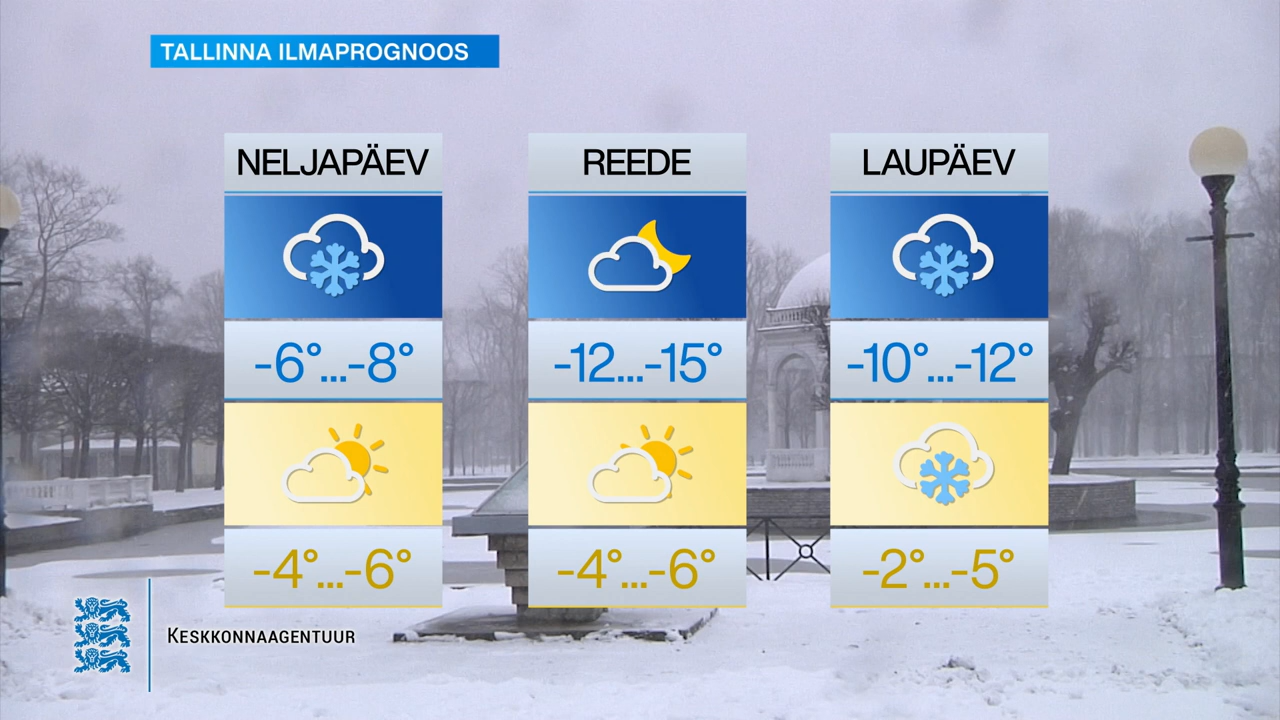 TALLINNA ILMAPROGNOOS
NELJAPÄEV
-6°...-8°
-4°...-6°
REEDE
-12...-15°
-4°...-6°
LAUPÄEV
-10°...-12°
-2°...-5°
KESKKONNAAGENTUUR